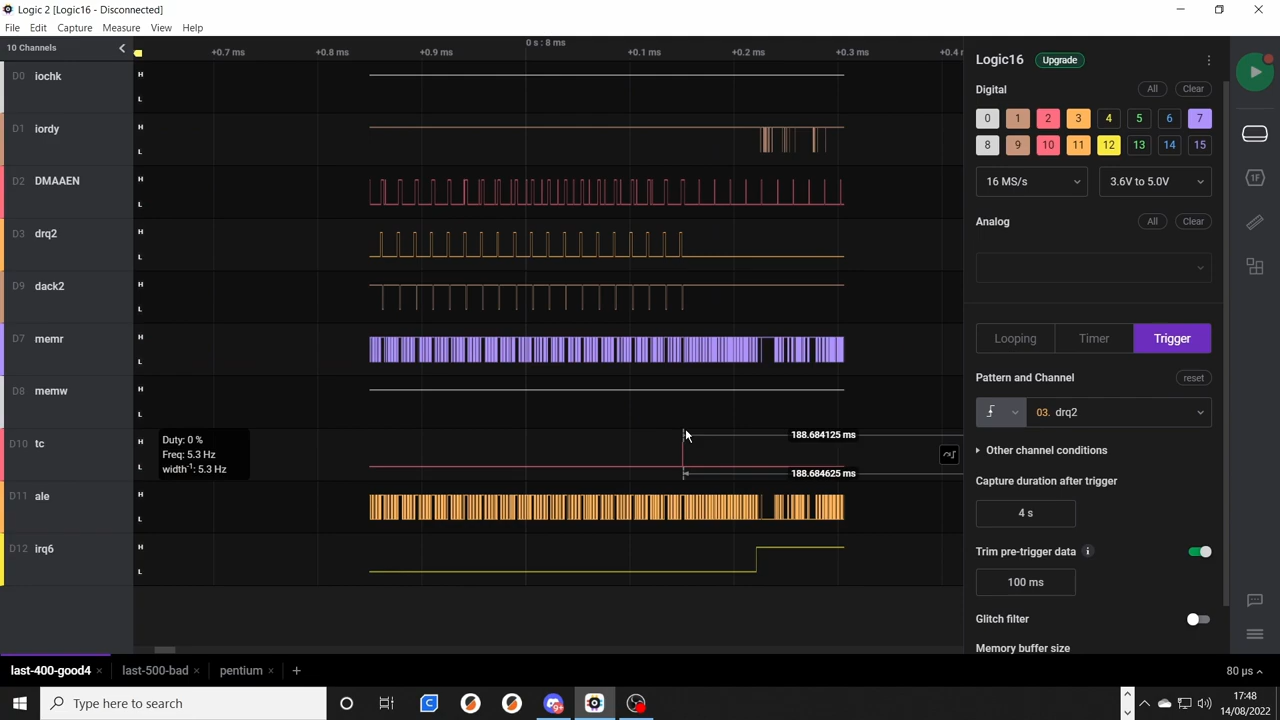 Logic 2 [Logic16 - Disconnected]
File Edit Capture Measure View Help
10 Channels
0 s : 8 ms
+0.7 ms +0.8 ms +0.9 ms +0.1 ms +0.2 ms +0.3 ms +0.4 m
D0 iochk H
L
D1 iordy H
L
D2 DMAAEN H
L
D3 drq2 H
L
D9 dack2 H
L
D7 memr H
L
D8 memw H
L
D10 tc H
L
Duty: 0 %
Freq: 5.3 Hz
width-1: 5.3 Hz
188.684125 ms
188.684625 ms
D11 ale H
L
D12 irq6 H
L
Logic16 Upgrade
Digital All Clear
0 1 2 3 4 5 6 7
8 9 10 11 12 13 14 15
16 MS/s 3.6V to 5.0V
Analog All Clear
Looping Timer Trigger
Pattern and Channel reset
03. drq2
Other channel conditions
Capture duration after trigger
4 s
Trim pre-trigger data i
100 ms
Glitch filter
Memory buffer size
1F
last-400-good4 × last-500-bad × pentium × +
80 µs
Type here to search
9+
17:48
14/08/2022